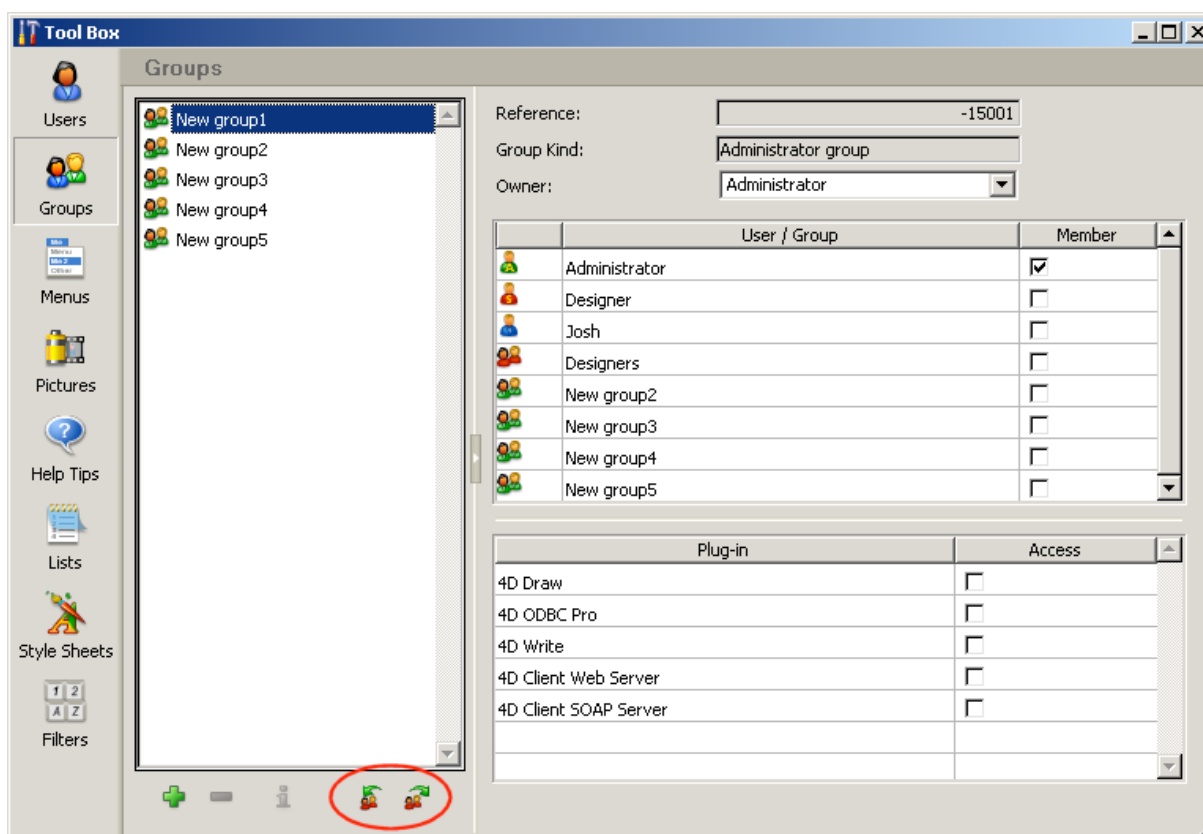 Tool Box
Groups
Users
Groups
Menus
Pictures
Help Tips
Lists
Style Sheets
Filters
New group1
New group2
New group3
New group4
New group5
Reference: -15001
Group Kind: Administrator group
Owner: Administrator
User / Group Member
Administrator
Designer
Josh
Designers
New group2
New group3
New group4
New group5
Plug-in Access
4D Draw
4D ODBC Pro
4D Write
4D Client Web Server
4D Client SOAP Server